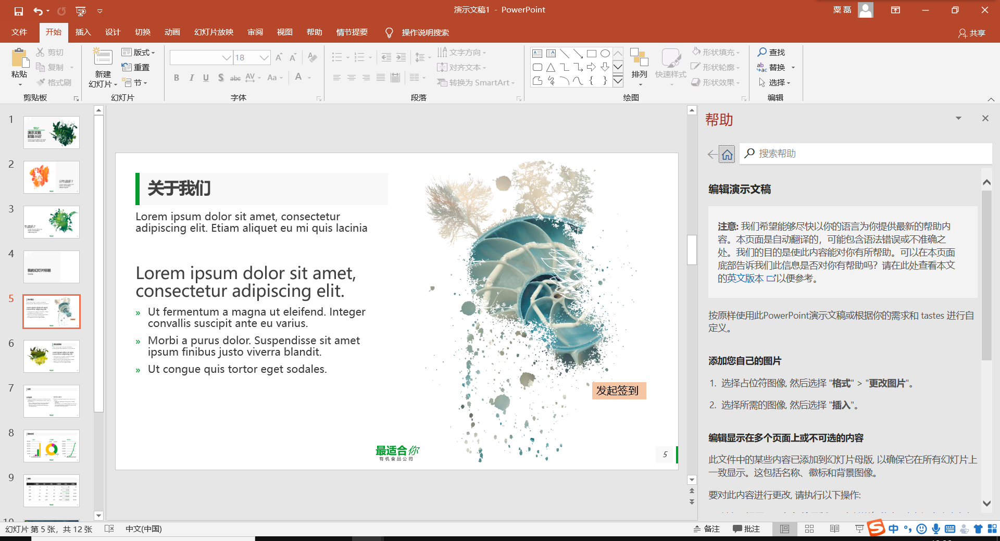 演示文稿1 - PowerPoint
粟 磊
文件 开始 插入 设计 切换 动画 幻灯片放映 审阅 视图 帮助 情节提要 操作说明搜索 共享
粘贴
剪切
复制
格式刷
剪贴板
新建
幻灯片
版式
重置
节
幻灯片
18
B I U S abc AV Aa A
字体
文字方向
对齐文本
转换为 SmartArt
段落
排列
快速样式
形状填充
形状轮廓
形状效果
绘图
查找
替换
选择
编辑
1
2
3
4
我的幻灯片标题
5
6
7
8
9
10
关于我们
Lorem ipsum dolor sit amet, consectetur
adipiscing elit. Etiam aliquet eu mi quis lacinia
Lorem ipsum dolor sit amet,
consectetur adipiscing elit.
» Ut fermentum a magna ut eleifend. Integer
convallis suscipit ante eu varius.
» Morbi a purus dolor. Suspendisse sit amet
ipsum finibus justo viverra blandit.
» Ut congue quis tortor eget sodales.
发起签到
最适合你
有机食品公司
5
帮助
搜索帮助
编辑演示文稿
注意: 我们希望能够尽快以你的语言为你提供最新的帮助内
容。本页面是自动翻译的，可能包含语法错误或不准确之
处。我们的目的是使此内容能对你有所帮助。可以在本页面
底部告诉我们此信息是否对你有帮助吗？请在此处查看本文
的英文版本 以便参考。
按原样使用此PowerPoint演示文稿或根据你的需求和 tastes 进行自
定义。
添加您自己的图片
1. 选择占位符图像, 然后选择 "格式" > "更改图片"。
2. 选择所需的图像, 然后选择 "插入"。
编辑显示在多个页面上或不可选的内容
此文件中的某些内容已添加到幻灯片母版, 以确保它在所有幻灯片上
一致显示。这包括名称、徽标和背景图像。
要对此内容进行更改, 请执行以下操作:
幻灯片 第 5 张，共 12 张 中文(中国) 备注 批注
中